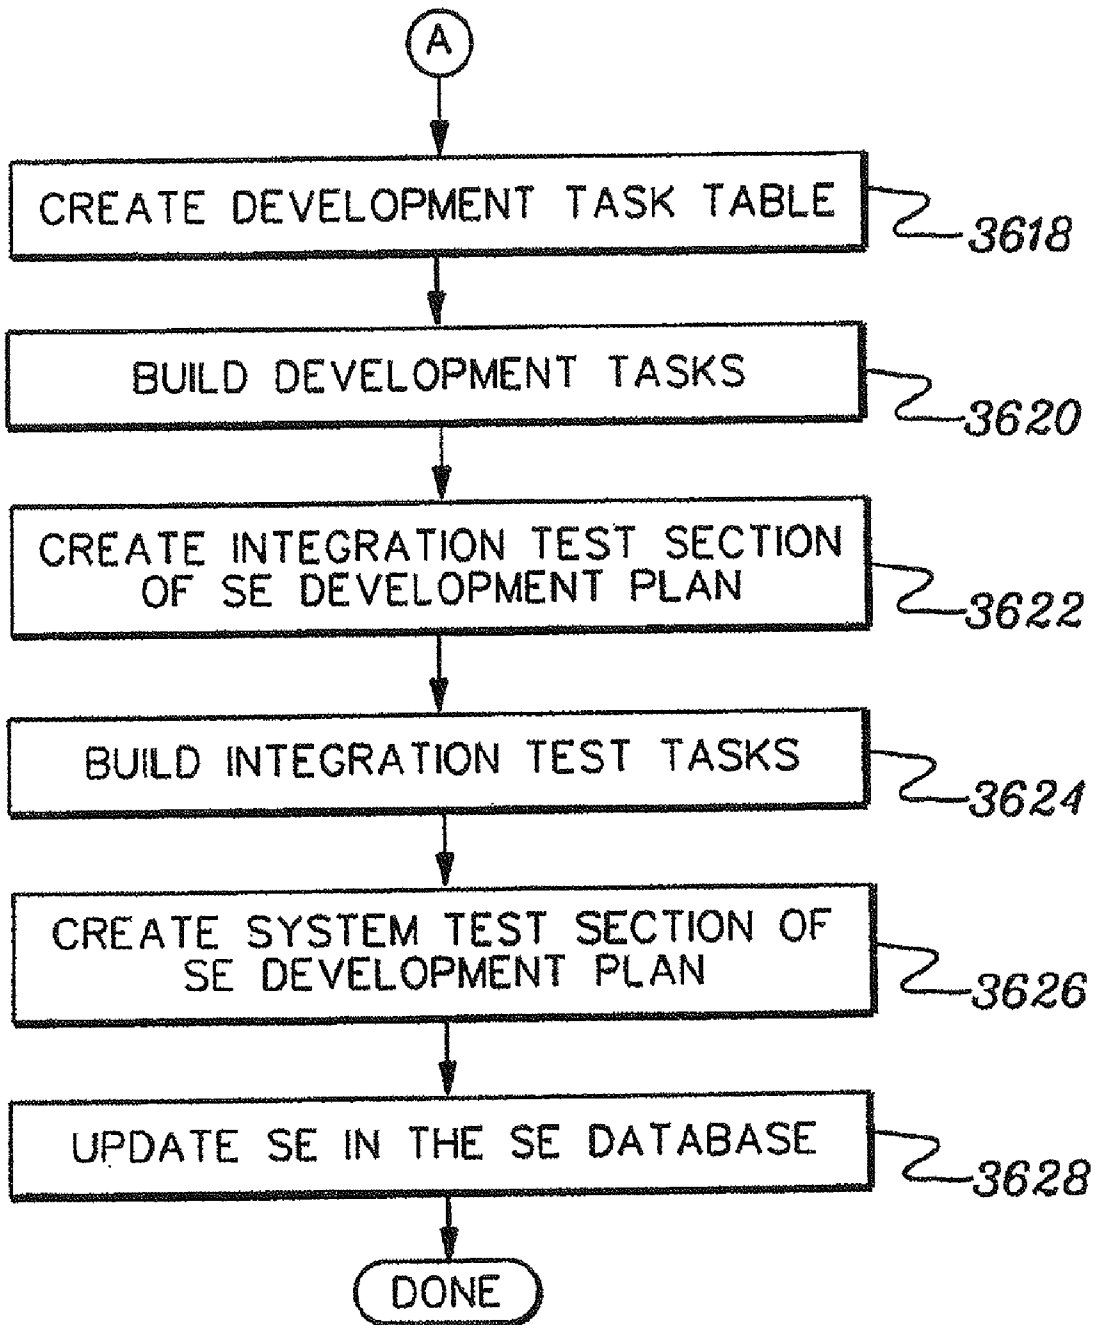 A
CREATE DEVELOPMENT TASK TABLE
3618
BUILD DEVELOPMENT TASKS
3620
CREATE INTEGRATION TEST SECTION
OF SE DEVELOPMENT PLAN
3622
BUILD INTEGRATION TEST TASKS
3624
CREATE SYSTEM TEST SECTION OF
SE DEVELOPMENT PLAN
3626
UPDATE SE IN THE SE DATABASE
3628
DONE